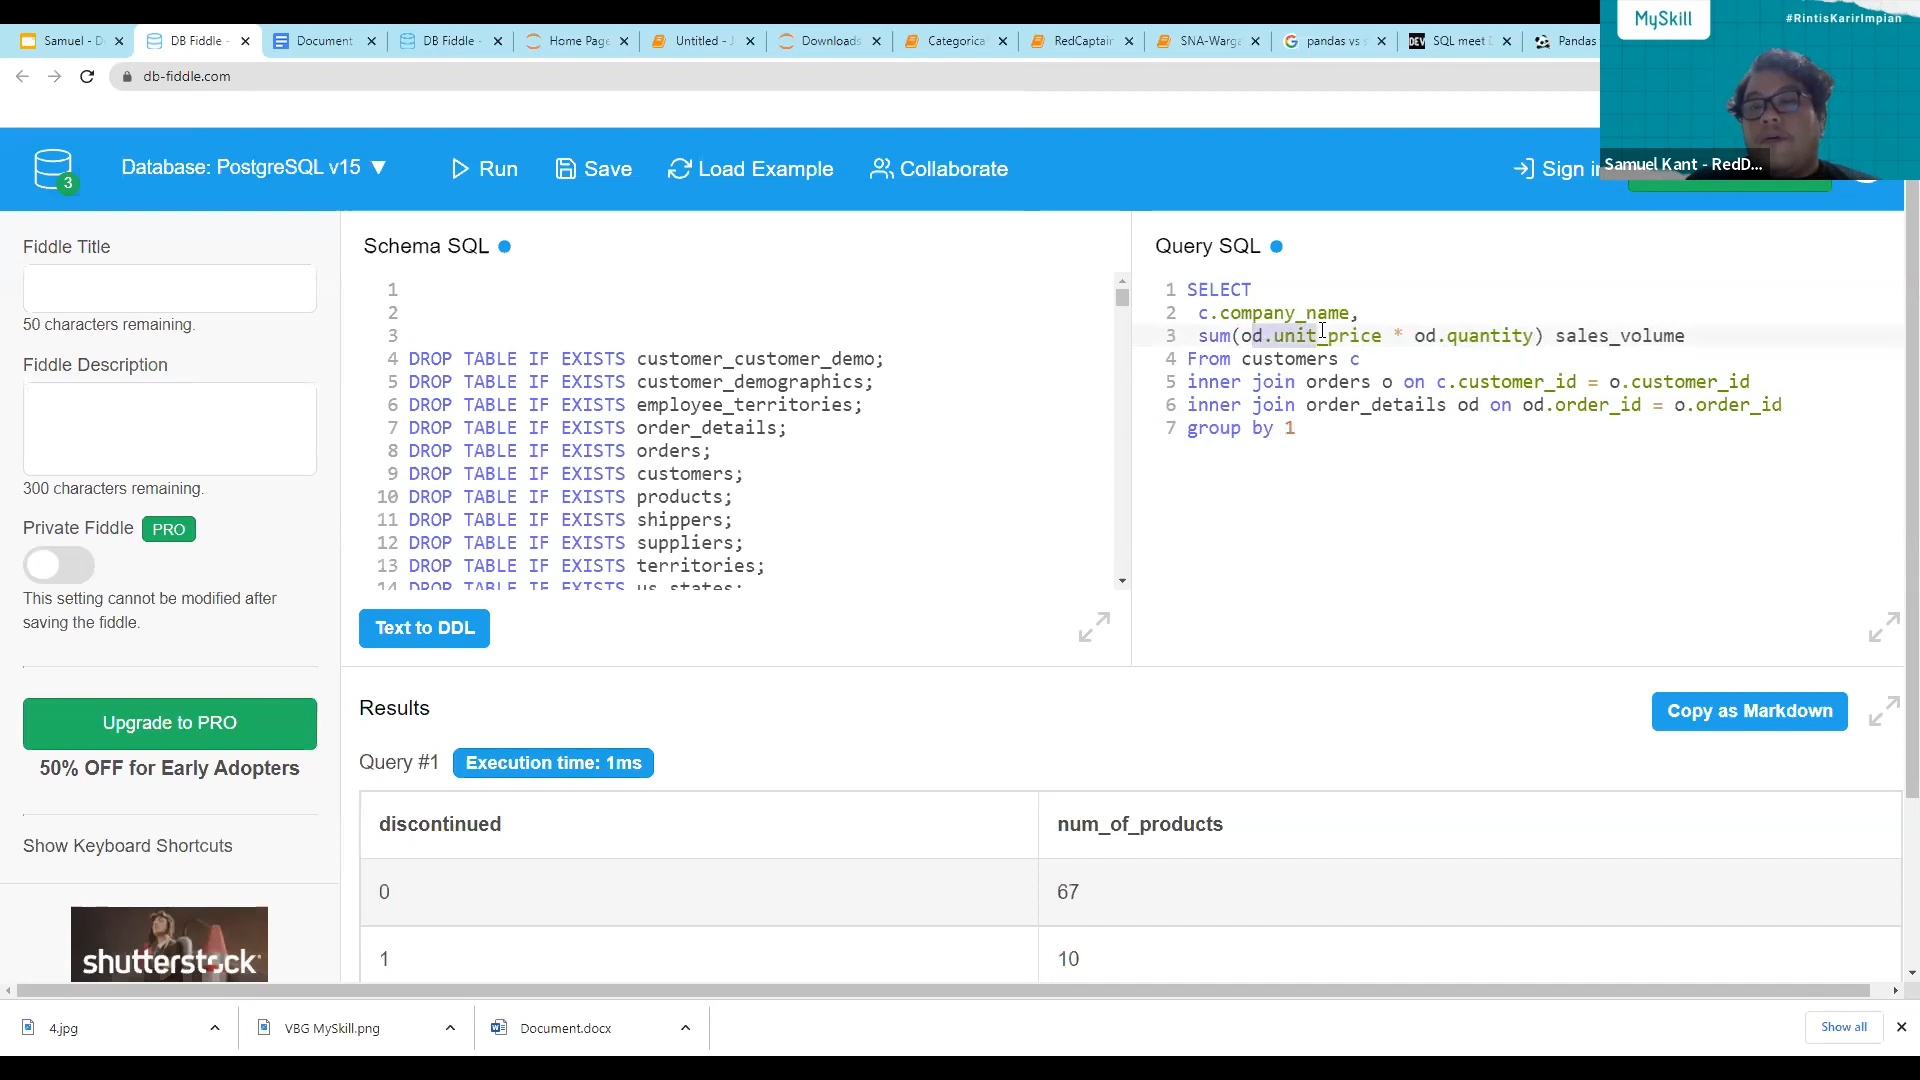 MySkill
#RintisKarirImpian
Samuel - D
DB Fiddle -
Document
DB Fiddle -
Home Page
Untitled - J
Downloads
Categorica
RedCaptain
SNA-Warga
pandas vs s
DEV
SQL meet D
Pandas
db-fiddle.com
Samuel Kant - RedD...
3
Database: PostgreSQL v15 ▼
Run
Save
Load Example
Collaborate
Sign in
Fiddle Title
50 characters remaining.
Fiddle Description
300 characters remaining.
Private Fiddle PRO
This setting cannot be modified after
saving the fiddle.
Upgrade to PRO
50% OFF for Early Adopters
Show Keyboard Shortcuts
shutterstock
Schema SQL
1
2
3
4 DROP TABLE IF EXISTS customer_customer_demo;
5 DROP TABLE IF EXISTS customer_demographics;
6 DROP TABLE IF EXISTS employee_territories;
7 DROP TABLE IF EXISTS order_details;
8 DROP TABLE IF EXISTS orders;
9 DROP TABLE IF EXISTS customers;
10 DROP TABLE IF EXISTS products;
11 DROP TABLE IF EXISTS shippers;
12 DROP TABLE IF EXISTS suppliers;
13 DROP TABLE IF EXISTS territories;
14 DROP TABLE IF EXISTS us_states;
Text to DDL
Query SQL
1 SELECT
2 c.company_name,
3 sum(od.unit_price * od.quantity) sales_volume
4 From customers c
5 inner join orders o on c.customer_id = o.customer_id
6 inner join order_details od on od.order_id = o.order_id
7 group by 1
Results
Copy as Markdown
Query #1 Execution time: 1ms
discontinued num_of_products
0 67
1 10
4.jpg
VBG MySkill.png
Document.docx
Show all